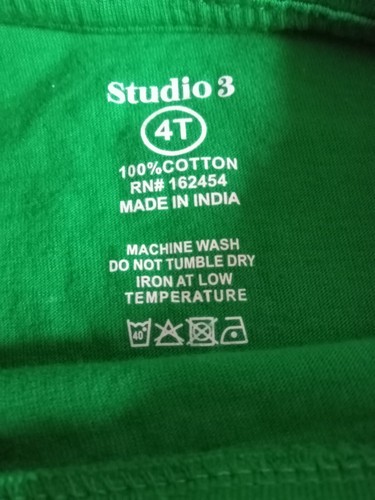 Studio 3
4T
100%COTTON
RN# 162454
MADE IN INDIA
MACHINE WASH
DO NOT TUMBLE DRY
IRON AT LOW
TEMPERATURE
40